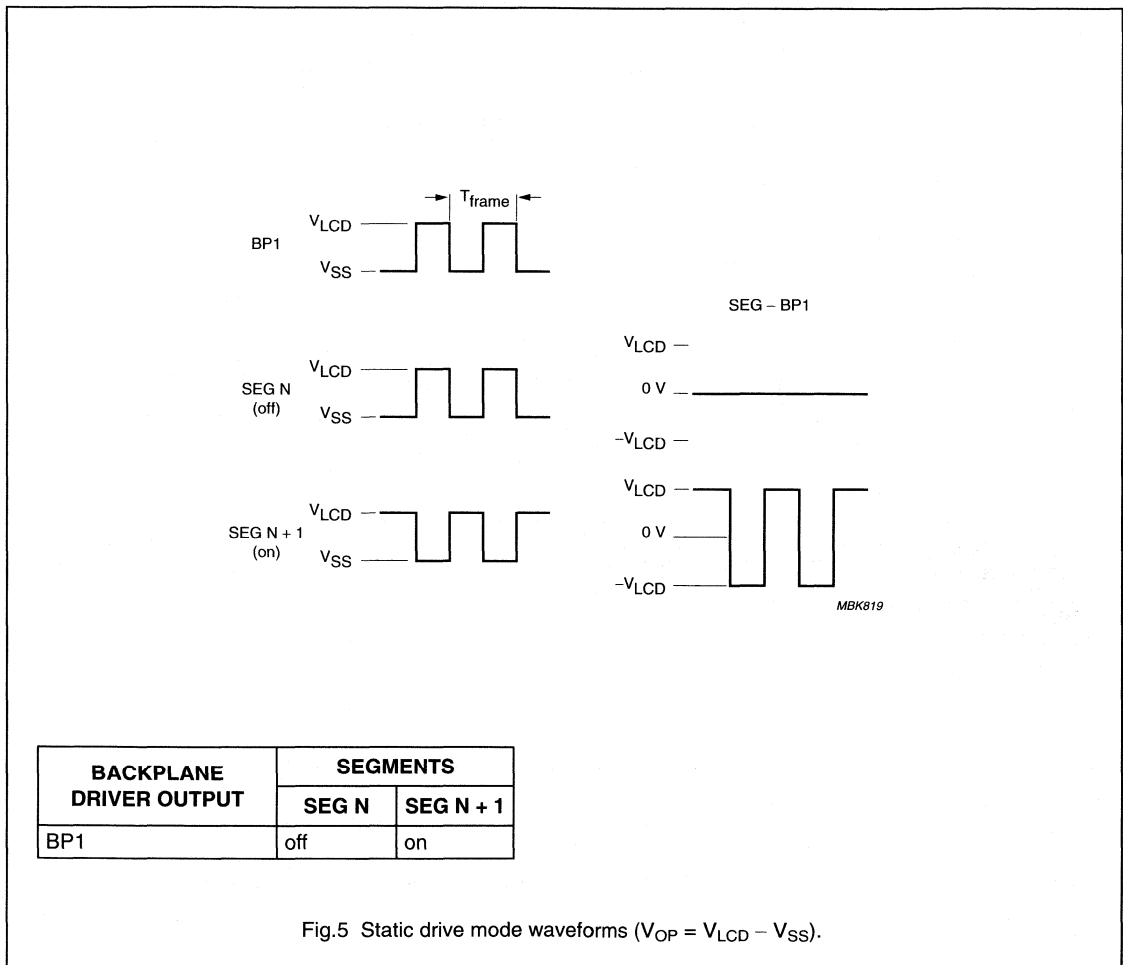 T_frame
V_LCD
BP1
V_SS
SEG – BP1
V_LCD
V_LCD
SEG N
(off)
0 V
V_SS
–V_LCD
V_LCD
V_LCD
SEG N + 1
(on)
0 V
V_SS
–V_LCD
MBK819
BACKPLANE DRIVER OUTPUT
SEGMENTS
SEG N
SEG N + 1
BP1
off
on
Fig.5 Static drive mode waveforms (V_OP = V_LCD – V_SS).